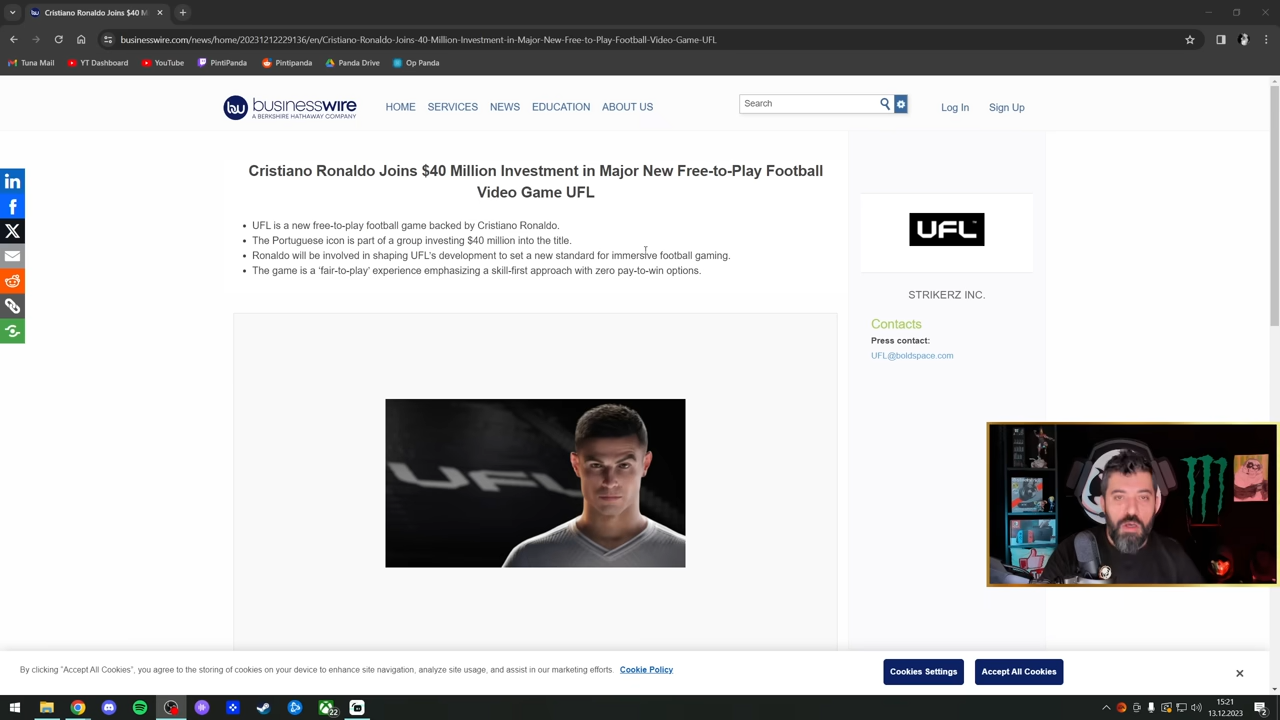 Cristiano Ronaldo Joins $
businesswire.com/news/home/20231212229136/en/Cristiano-Ronaldo-Joins-40-Million-Investment-in-Major-New-Free-to-Play-Football-Video-Game-UFL
Tuna Mail
YT Dashboard
YouTube
PintiPanda
Pintipanda
Panda Drive
Op Panda
bw businesswire
A BERKSHIRE HATHAWAY COMPANY
HOME SERVICES NEWS EDUCATION ABOUT US
Search
Log In Sign Up
Cristiano Ronaldo Joins $40 Million Investment in Major New Free-to-Play Football
Video Game UFL
UFL is a new free-to-play football game backed by Cristiano Ronaldo.
The Portuguese icon is part of a group investing $40 million into the title.
Ronaldo will be involved in shaping UFL's development to set a new standard for immersive football gaming.
The game is a ‘fair-to-play’ experience emphasizing a skill-first approach with zero pay-to-win options.
UFL
STRIKERZ INC.
Contacts
Press contact:
UFL@boldspace.com
UFL
By clicking “Accept All Cookies”, you agree to the storing of cookies on your device to enhance site navigation, analyze site usage, and assist in our marketing efforts. Cookie Policy
Cookies Settings
Accept All Cookies
22
15:21
13.12.2023
2